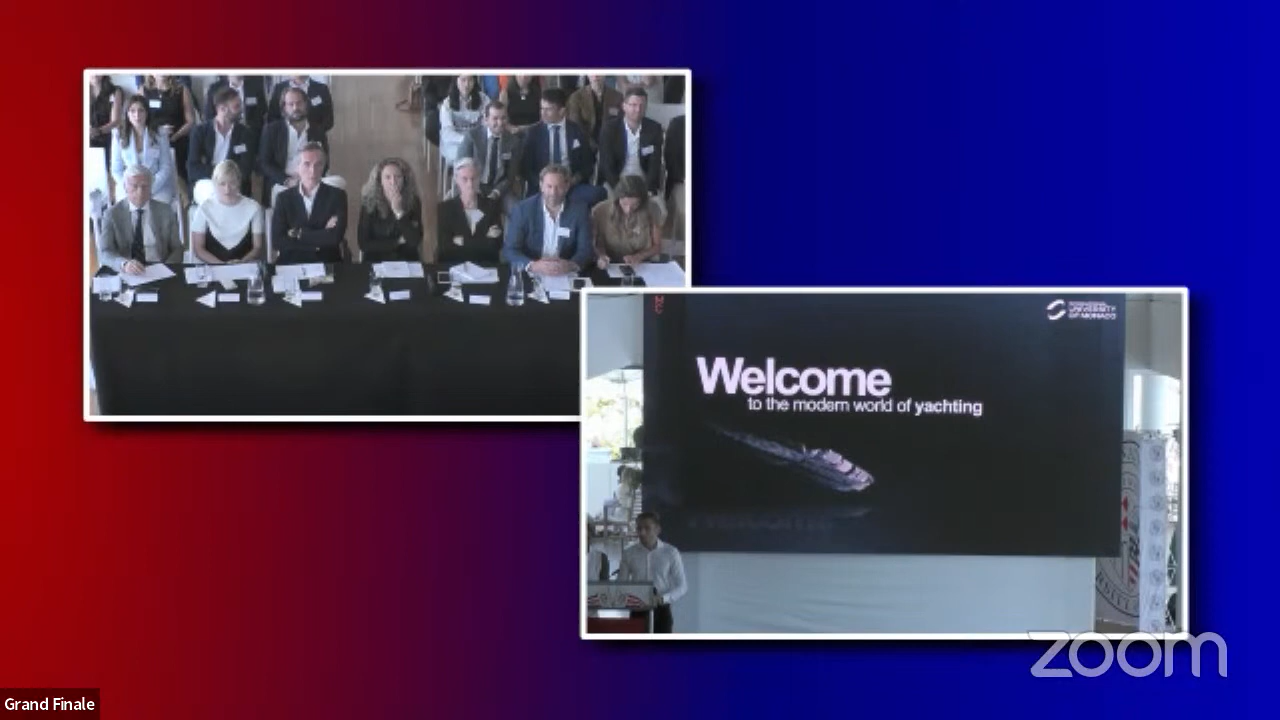 UNIVERSITY
OF MONACO
Welcome
to the modern world of yachting
zoom
Grand Finale